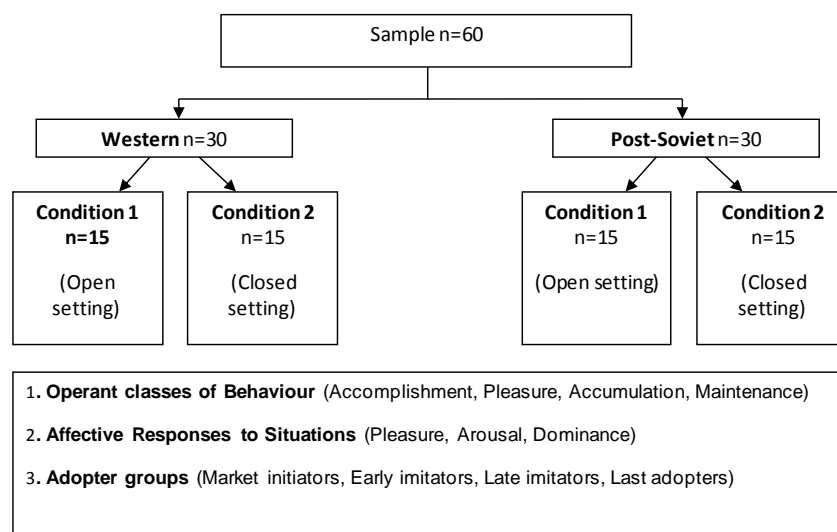 Sample n=60
Western n=30
Post-Soviet n=30
Condition 1
n=15
(Open
setting)
Condition 2
n=15
(Closed
setting)
Condition 1
n=15
(Open setting)
Condition 2
n=15
(Closed
setting)
1. Operant classes of Behaviour (Accomplishment, Pleasure, Accumulation, Maintenance)
2. Affective Responses to Situations (Pleasure, Arousal, Dominance)
3. Adopter groups (Market initiators, Early imitators, Late imitators, Last adopters)